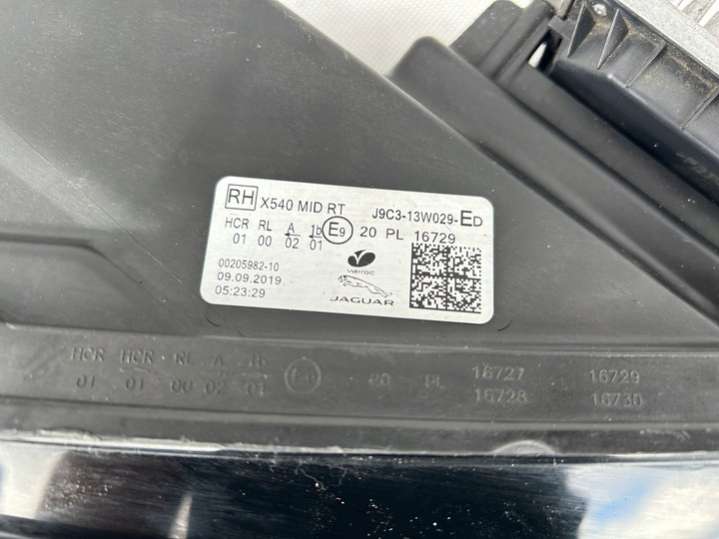 RH X540 MID RT J9C3-13W029-ED
HCR RL A 1b E9 20 PL 16729
01 00 02 01
00205982-10
09.09.2019
05:23:29
VARROC
JAGUAR
HCR HCR - RL A 1b 20 PL 16727 16729
01 01 00 02 01 16728 16730